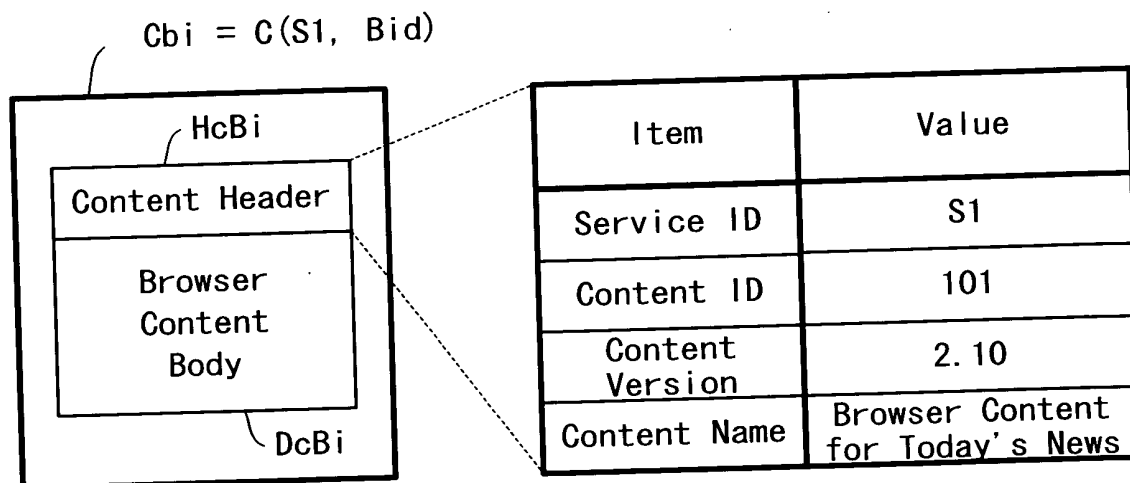 Cbi = C(S1, Bid)
HcBi
Content Header
Browser
Content
Body
DcBi
Item Value
Service ID S1
Content ID 101
Content
Version 2.10
Content Name Browser Content
for Today's News